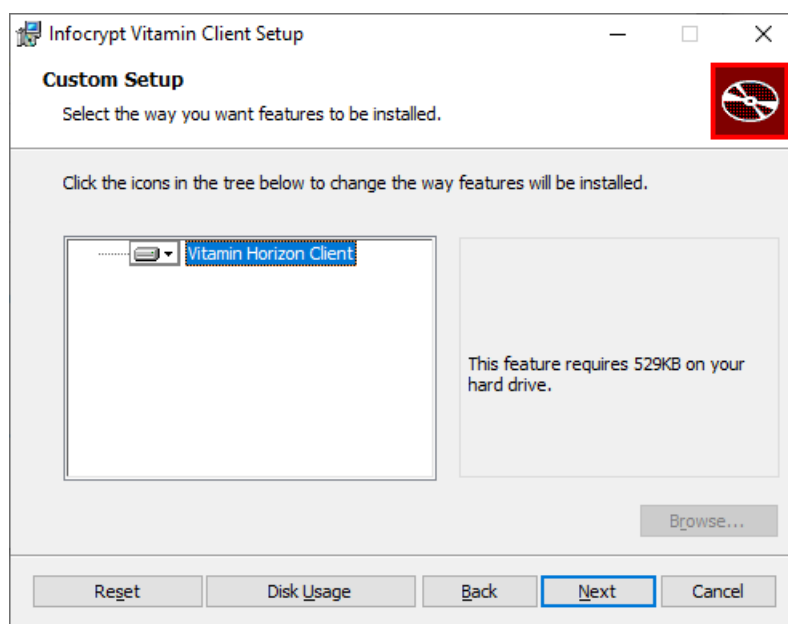 Infocrypt Vitamin Client Setup
Custom Setup
Select the way you want features to be installed.
Click the icons in the tree below to change the way features will be installed.
Vitamin Horizon Client
This feature requires 529KB on your
hard drive.
Browse...
Reset Disk Usage Back Next Cancel